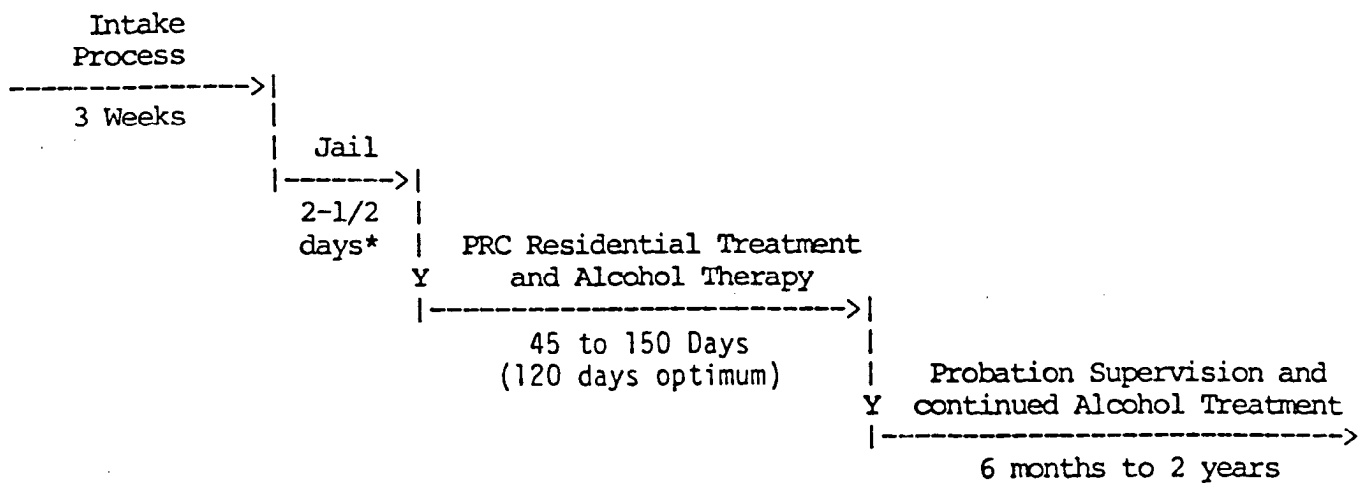 Intake
Process
--------------->|
3 Weeks
Jail
|------->|
2-1/2
days*
PRC Residential Treatment
Y and Alcohol Therapy
|--------------------------->|
45 to 150 Days
(120 days optimum)
Probation Supervision and
Y continued Alcohol Treatment
|----------------------------->
6 months to 2 years